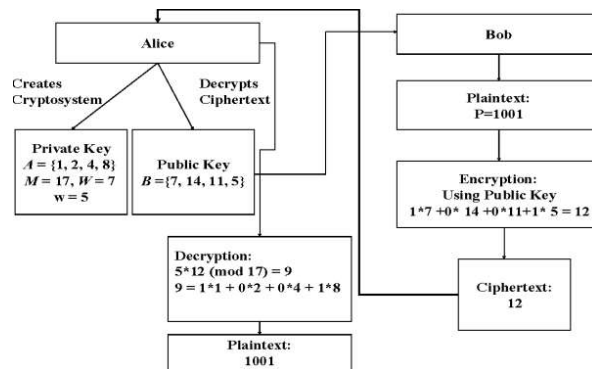 Alice
Bob
Creates
Cryptosystem
Decrypts
Ciphertext
Plaintext:
P=1001
Private Key
A = {1, 2, 4, 8}
M = 17, W = 7
w = 5
Public Key
B ={7, 14, 11, 5}
Encryption:
Using Public Key
1*7 +0* 14 +0*11+1* 5 = 12
Decryption:
5*12 (mod 17) = 9
9 = 1*1 + 0*2 + 0*4 + 1*8
Ciphertext:
12
Plaintext:
1001